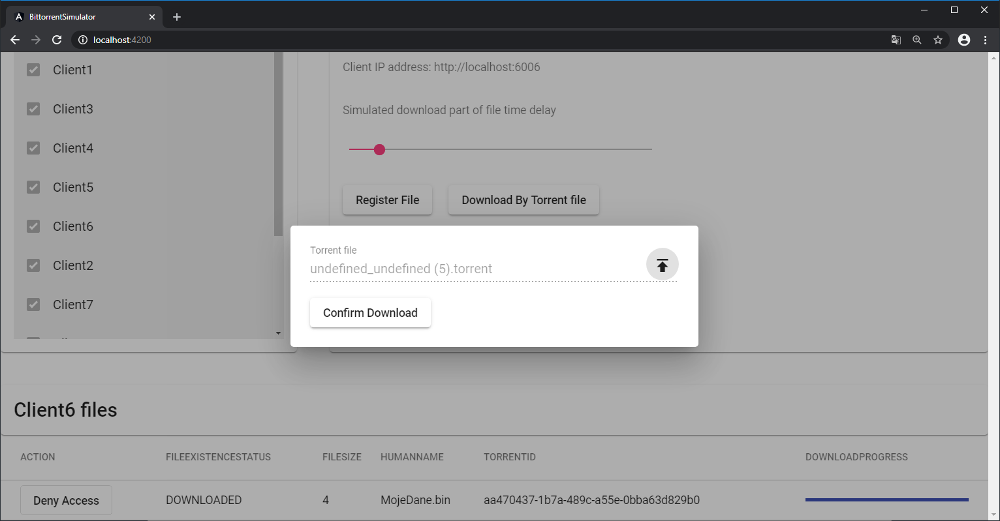 BittorrentSimulator
localhost:4200
Client1
Client3
Client4
Client5
Client6
Client2
Client7
Client IP address: http://localhost:6006
Simulated download part of file time delay
Register File
Download By Torrent file
Torrent file
undefined_undefined (5).torrent
Confirm Download
Client6 files
ACTION FILEEXISTENCESTATUS FILESIZE HUMANNAME TORRENTID DOWNLOADPROGRESS
Deny Access DOWNLOADED 4 MojeDane.bin aa470437-1b7a-489c-a55e-0bba63d829b0